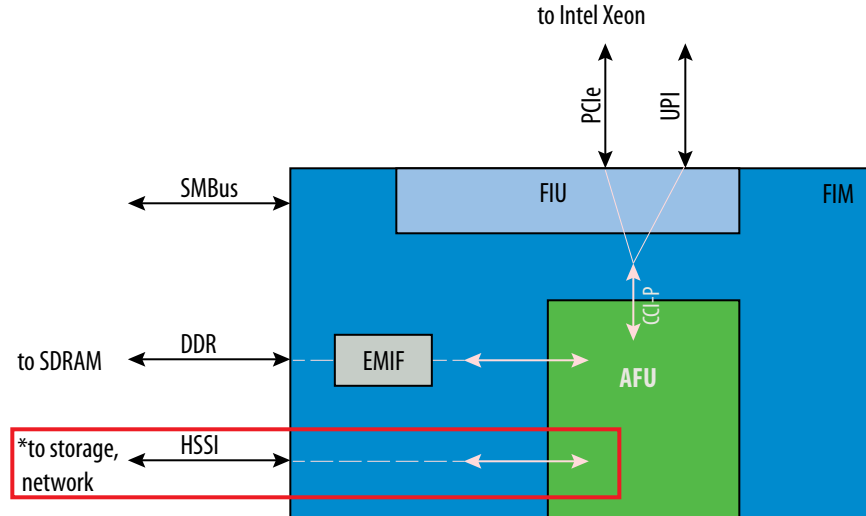 to Intel Xeon
PCIe
UPI
SMBus
FIU
FIM
CCI-P
to SDRAM
DDR
EMIF
AFU
*to storage,
network
HSSI